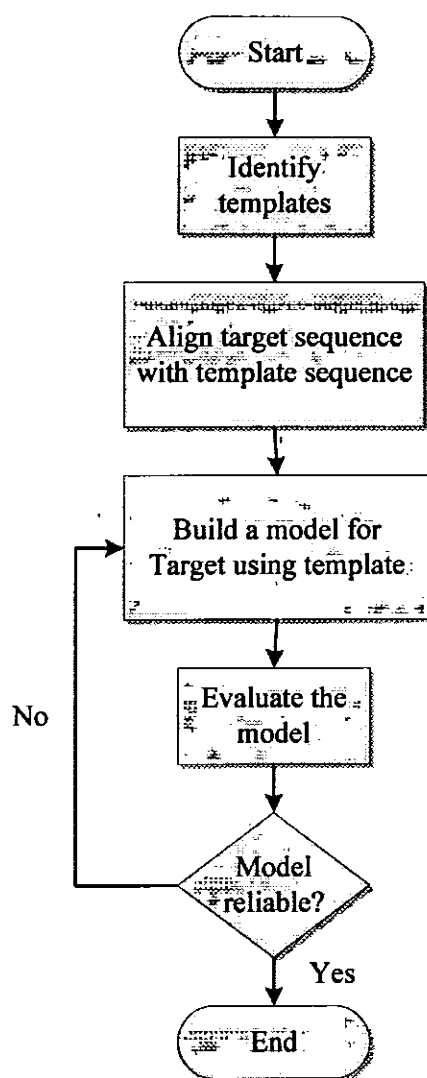 Start
Identify
templates
Align target sequence
with template sequence
Build a model for
Target using template
Evaluate the
model
No
Model
reliable?
Yes
End